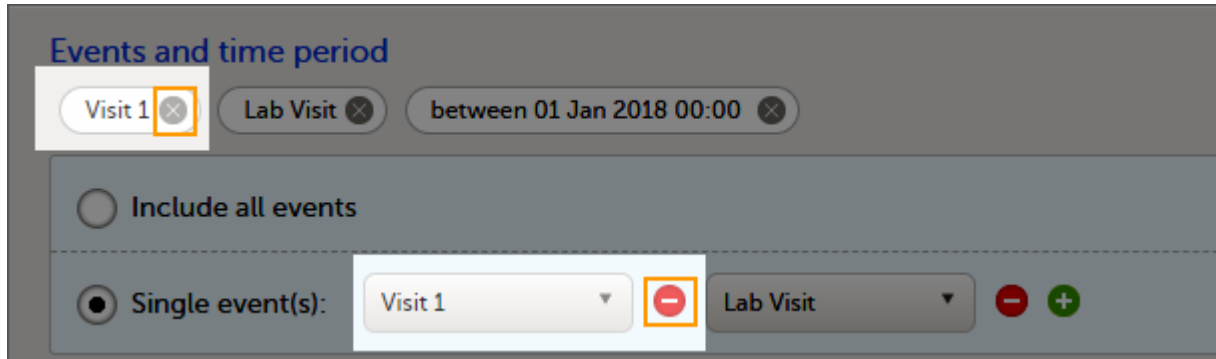 Events and time period
Visit 1 Lab Visit between 01 Jan 2018 00:00
Include all events
Single event(s): Visit 1 Lab Visit